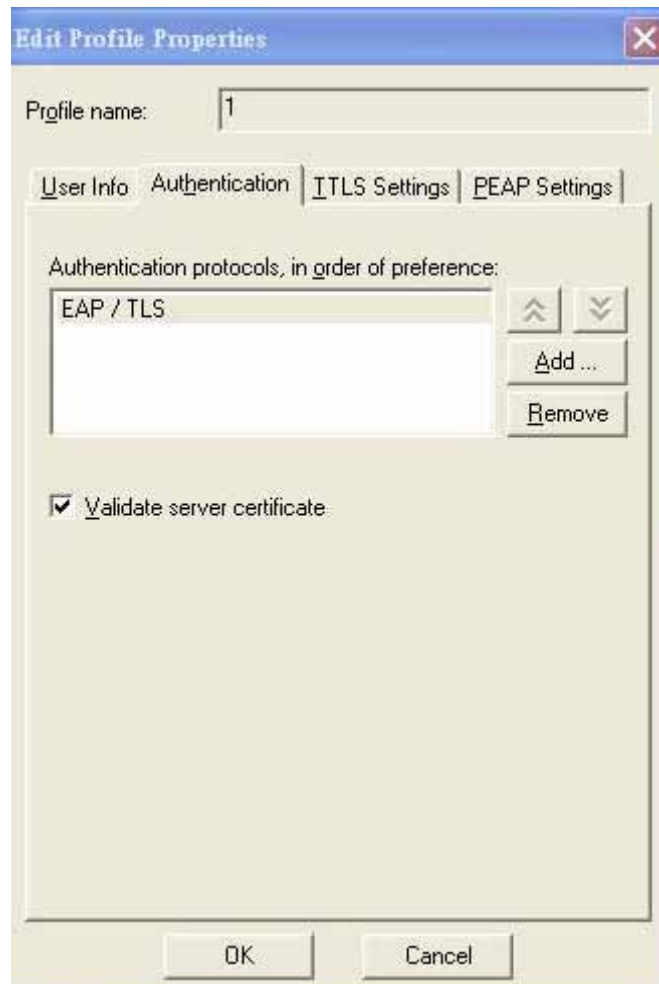 Edit Profile Properties
Profile name: 1
User Info Authentication TTLS Settings PEAP Settings
Authentication protocols, in order of preference:
EAP / TLS
Add ...
Remove
Validate server certificate
OK Cancel